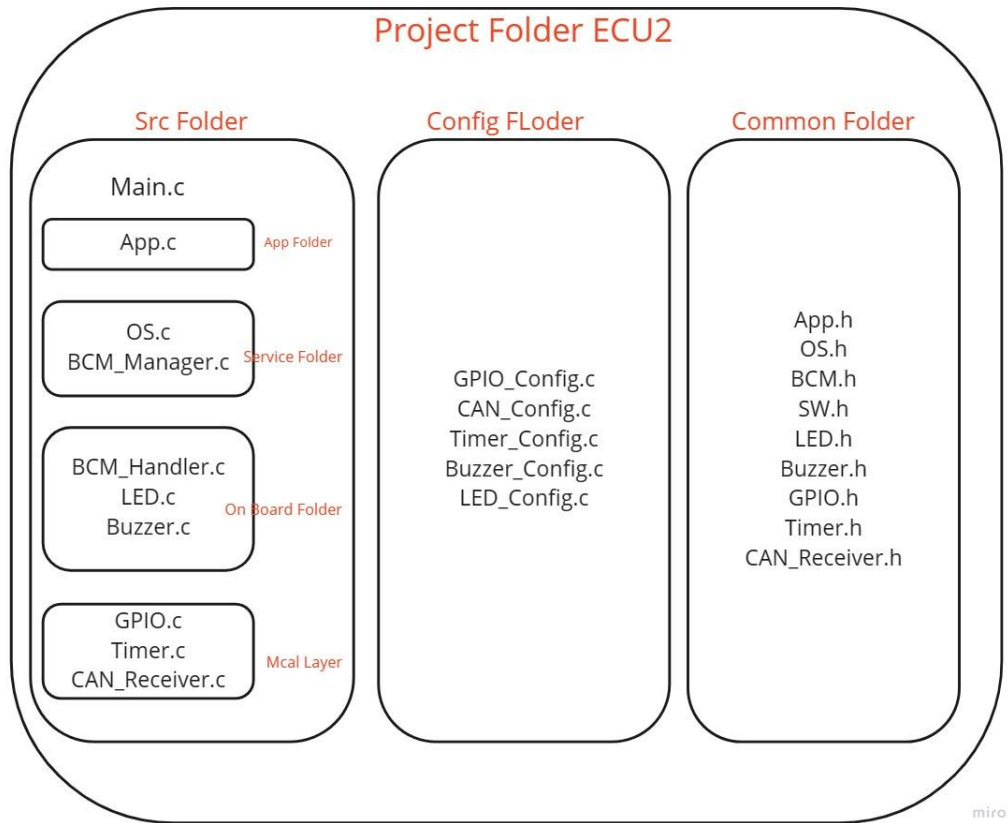 Project Folder ECU2
Src Folder
Main.c
App.c
App Folder
OS.c
BCM_Manager.c
Service Folder
BCM_Handler.c
LED.c
Buzzer.c
On Board Folder
GPIO.c
Timer.c
CAN_Receiver.c
Mcal Layer
Config FLoder
GPIO_Config.c
CAN_Config.c
Timer_Config.c
Buzzer_Config.c
LED_Config.c
Common Folder
App.h
OS.h
BCM.h
SW.h
LED.h
Buzzer.h
GPIO.h
Timer.h
CAN_Receiver.h
miro